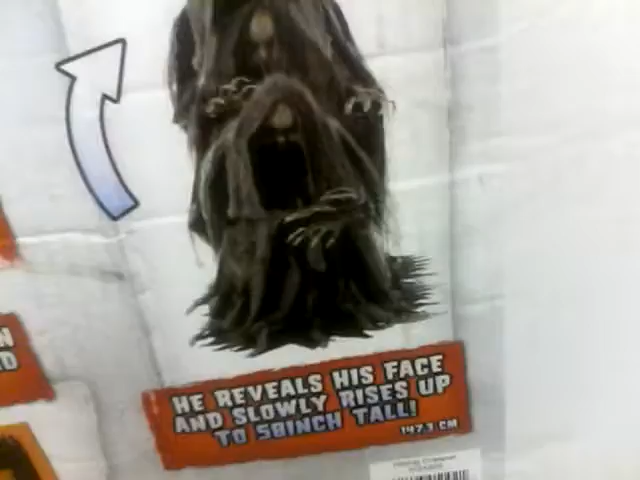 HE REVEALS HIS FACE
AND SLOWLY RISES UP
TO 58INCH TALL!
147.3 CM